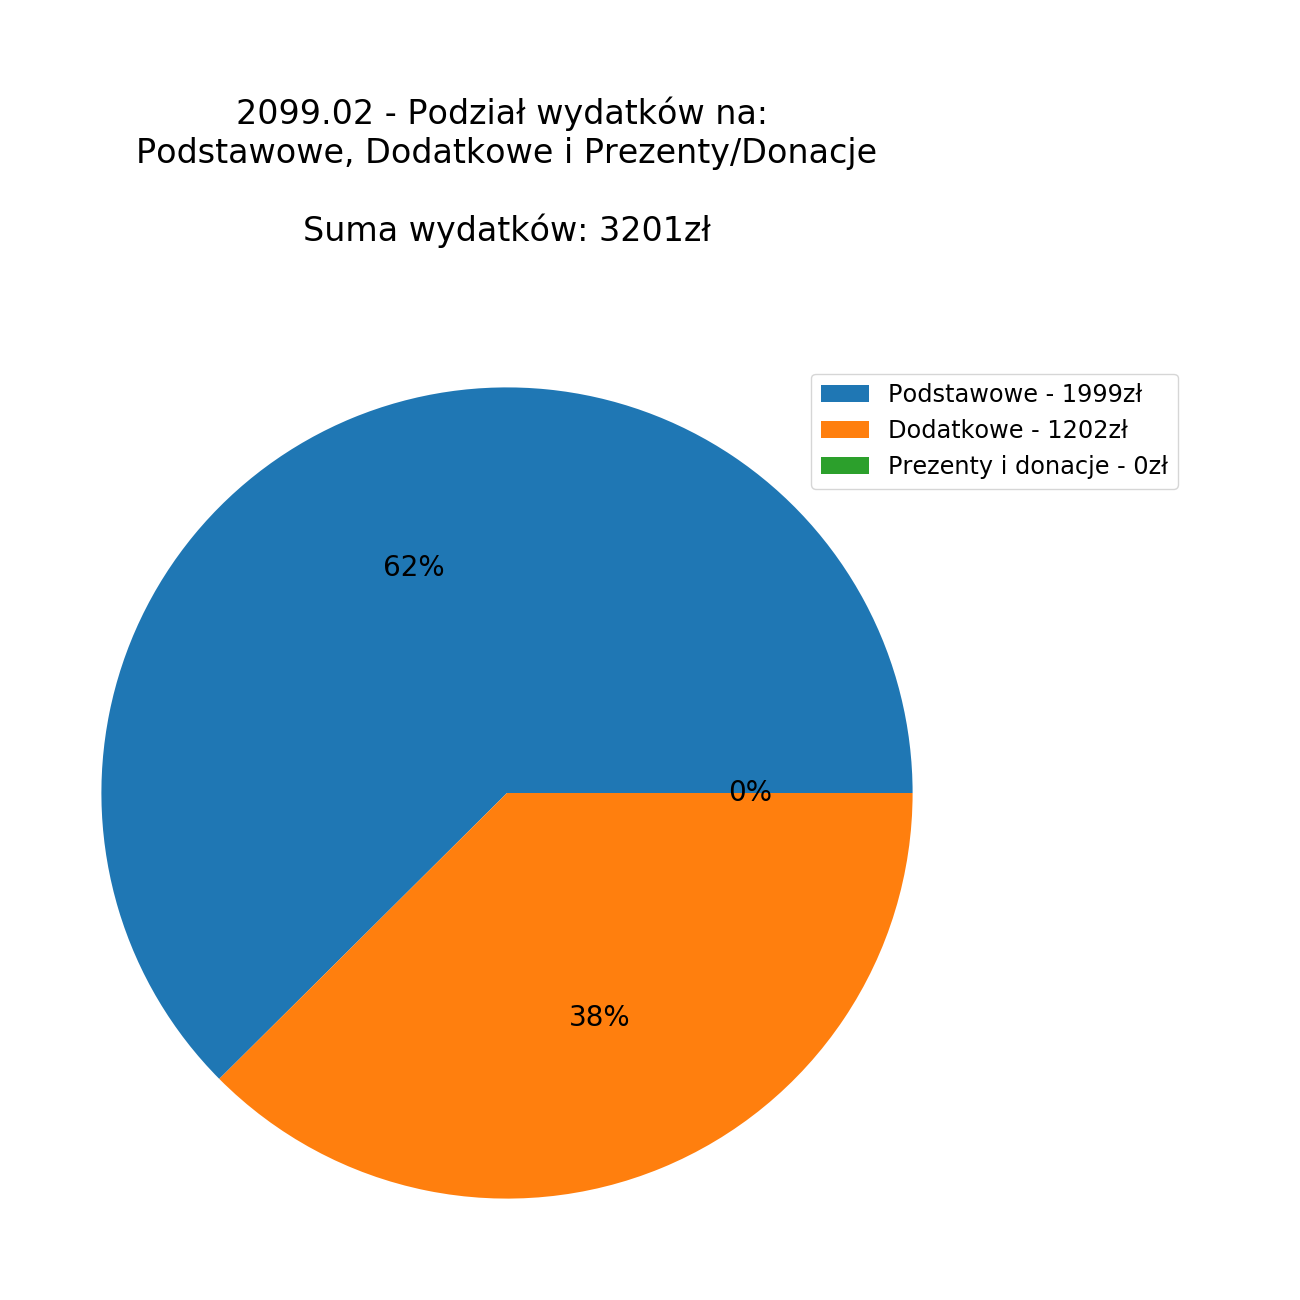 2099.02 - Podział wydatków na:
Podstawowe, Dodatkowe i Prezenty/Donacje
Suma wydatków: 3201zł
Podstawowe - 1999zł
Dodatkowe - 1202zł
Prezenty i donacje - 0zł
62%
0%
38%